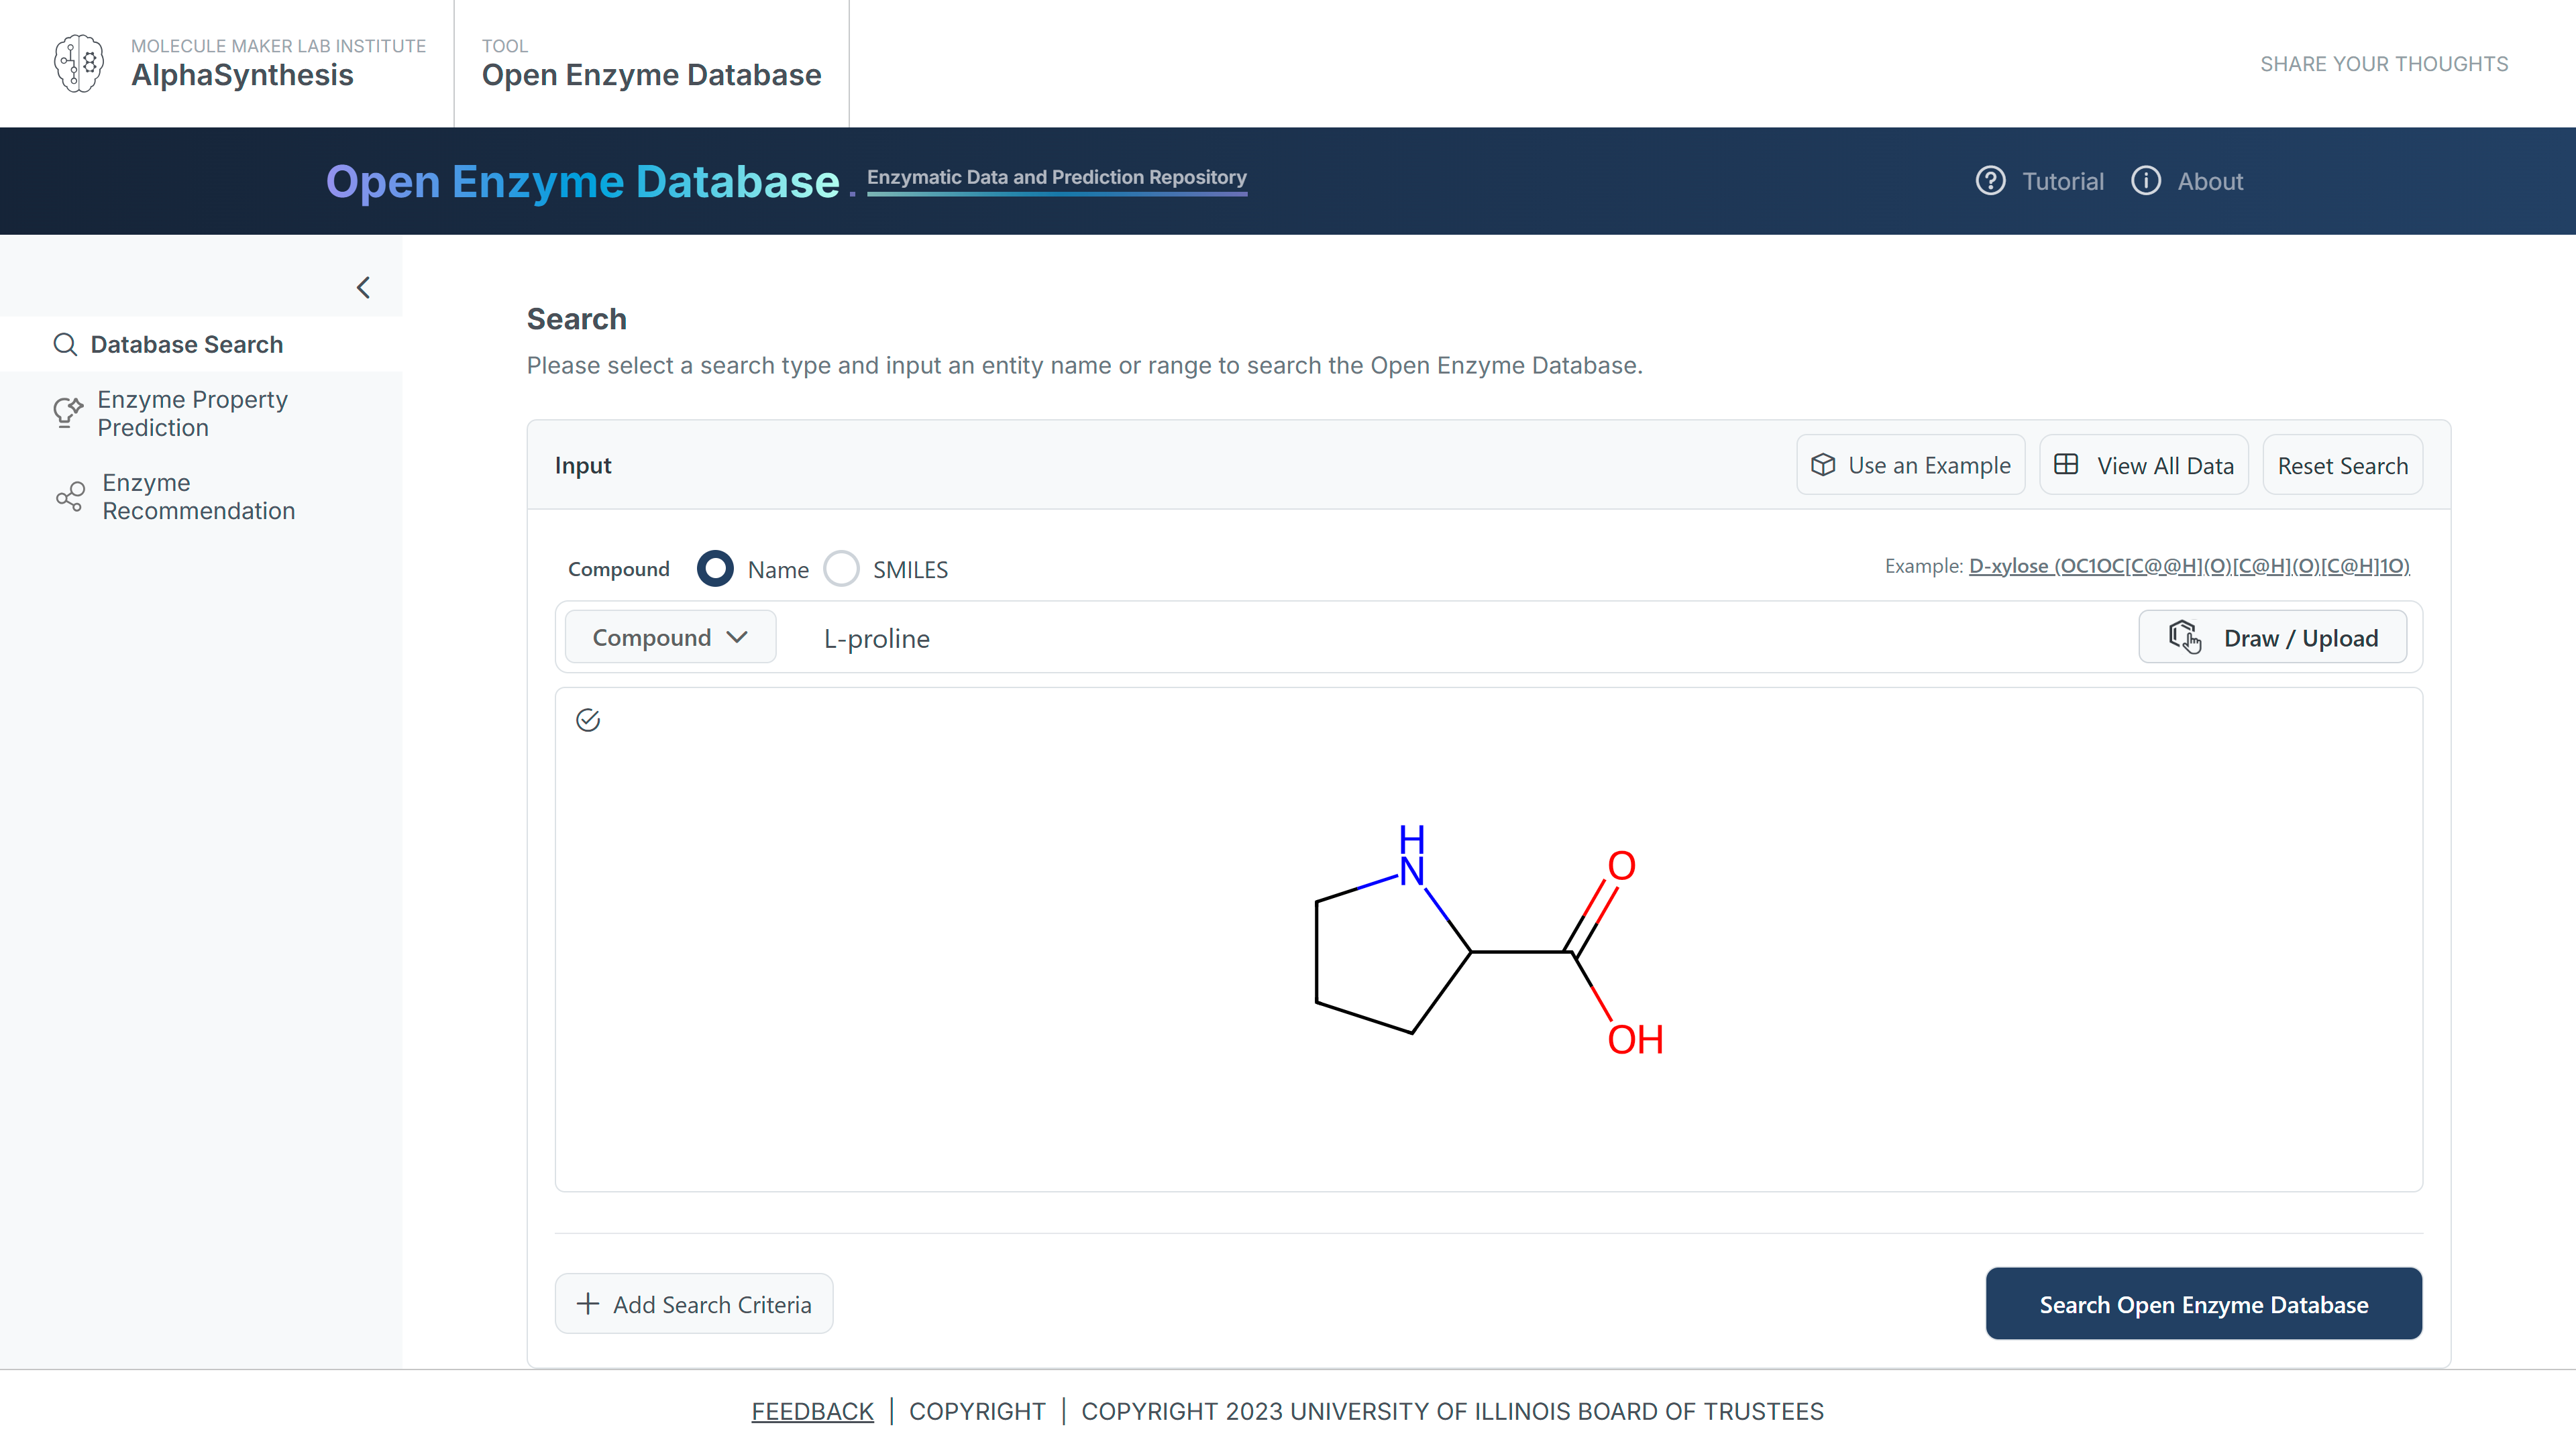 MOLECULE MAKER LAB INSTITUTE
AlphaSynthesis
TOOL
Open Enzyme Database
SHARE YOUR THOUGHTS
Open Enzyme Database . Enzymatic Data and Prediction Repository
Tutorial
About
Database Search
Enzyme Property
Prediction
Enzyme
Recommendation
Search
Please select a search type and input an entity name or range to search the Open Enzyme Database.
Input
Use an Example
View All Data
Reset Search
Compound
Name
SMILES
Example: D-xylose (OC1OC[C@@H](O)[C@H](O)[C@H]1O)
Compound
L-proline
Draw / Upload
H
N
O
OH
Add Search Criteria
Search Open Enzyme Database
FEEDBACK | COPYRIGHT | COPYRIGHT 2023 UNIVERSITY OF ILLINOIS BOARD OF TRUSTEES